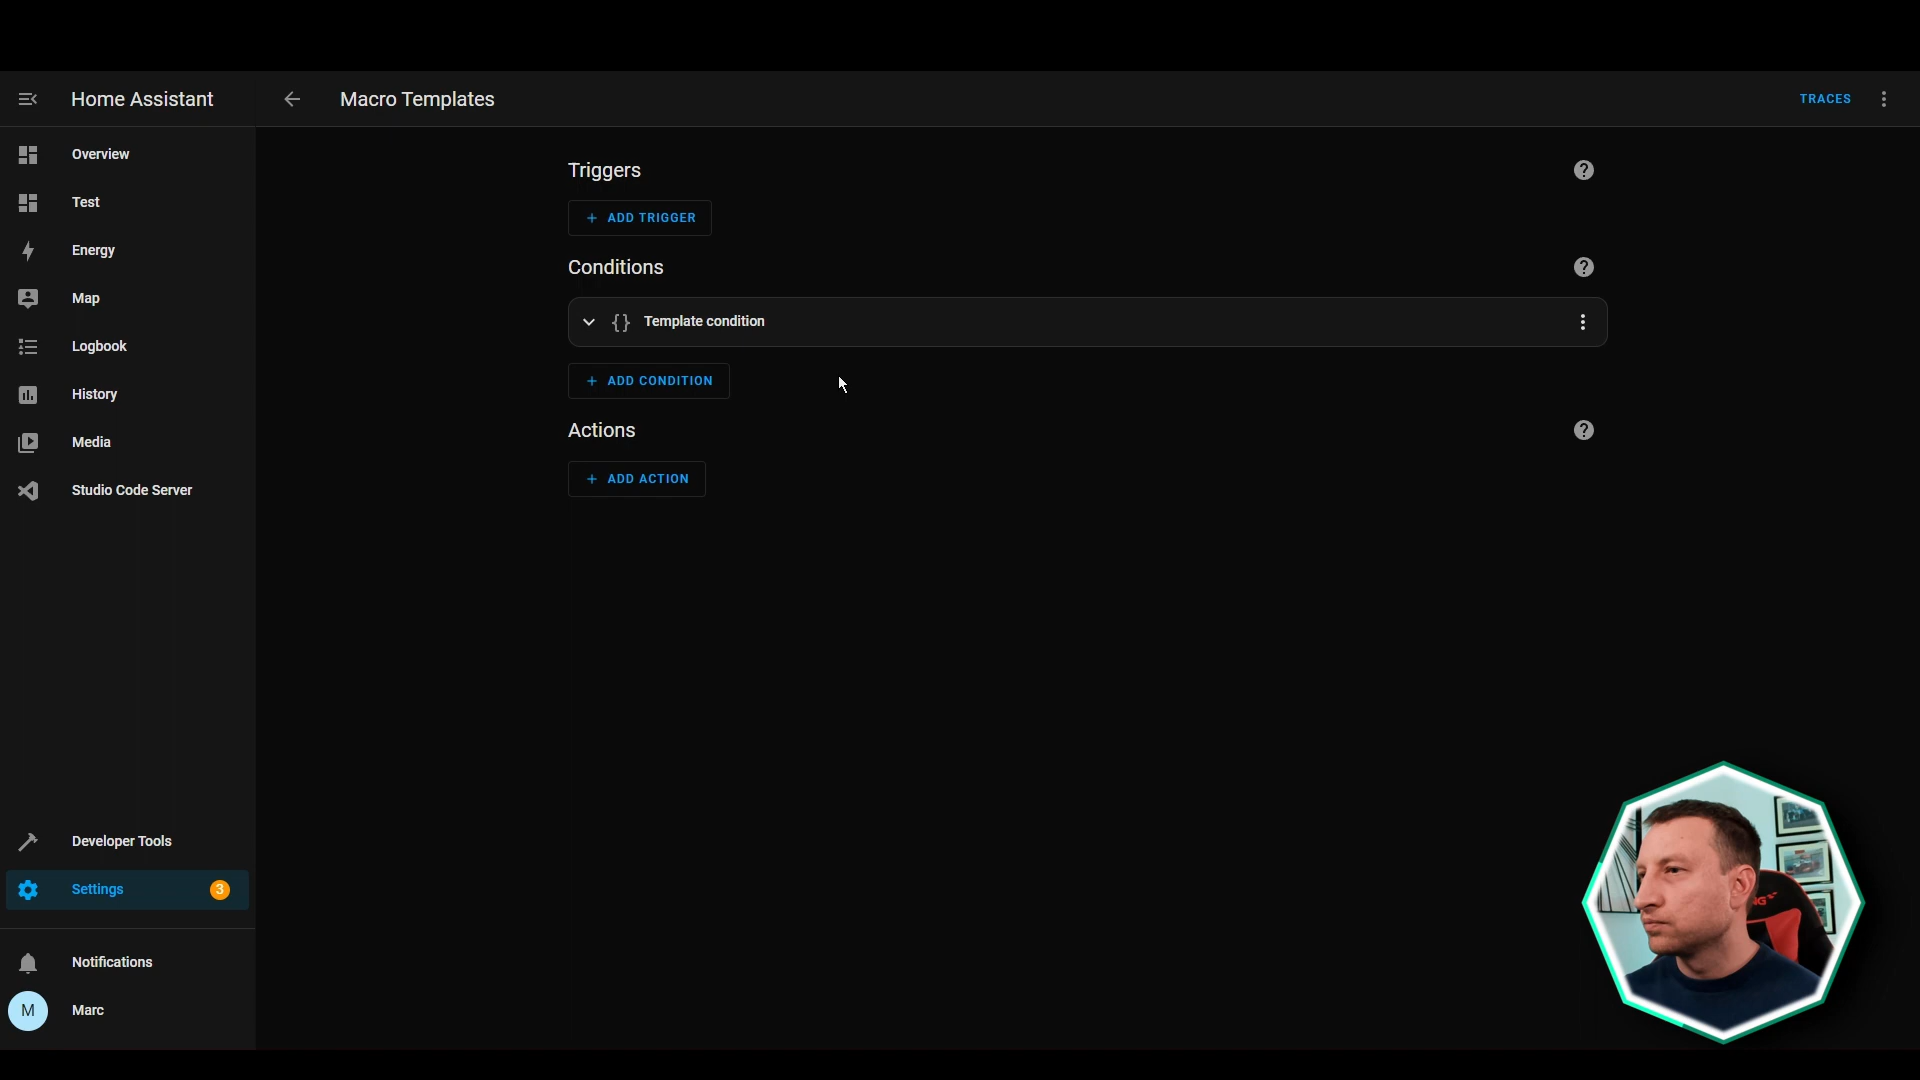 Home Assistant
Macro Templates
TRACES
Overview
Test
Energy
Map
Logbook
History
Media
Studio Code Server
Developer Tools
Settings
3
Notifications
M
Marc
Triggers
?
+ ADD TRIGGER
Conditions
?
{} Template condition
+ ADD CONDITION
Actions
?
+ ADD ACTION